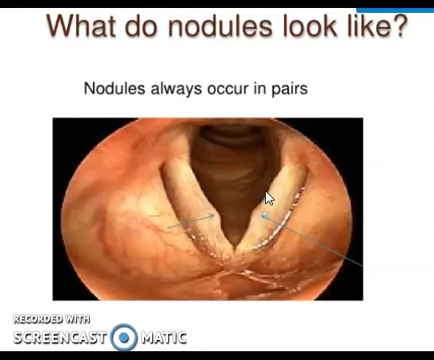 What do nodules look like?
Nodules always occur in pairs
RECORDED WITH
SCREENCAST MATIC